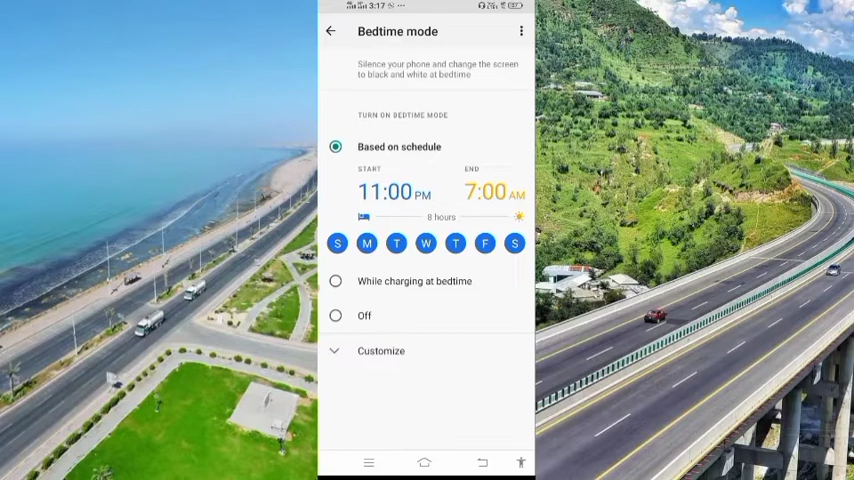 3:17
Bedtime mode
Silence your phone and change the screen
to black and white at bedtime
TURN ON BEDTIME MODE
Based on schedule
START END
11:00 PM 7:00 AM
8 hours
S M T W T F S
While charging at bedtime
Off
Customize